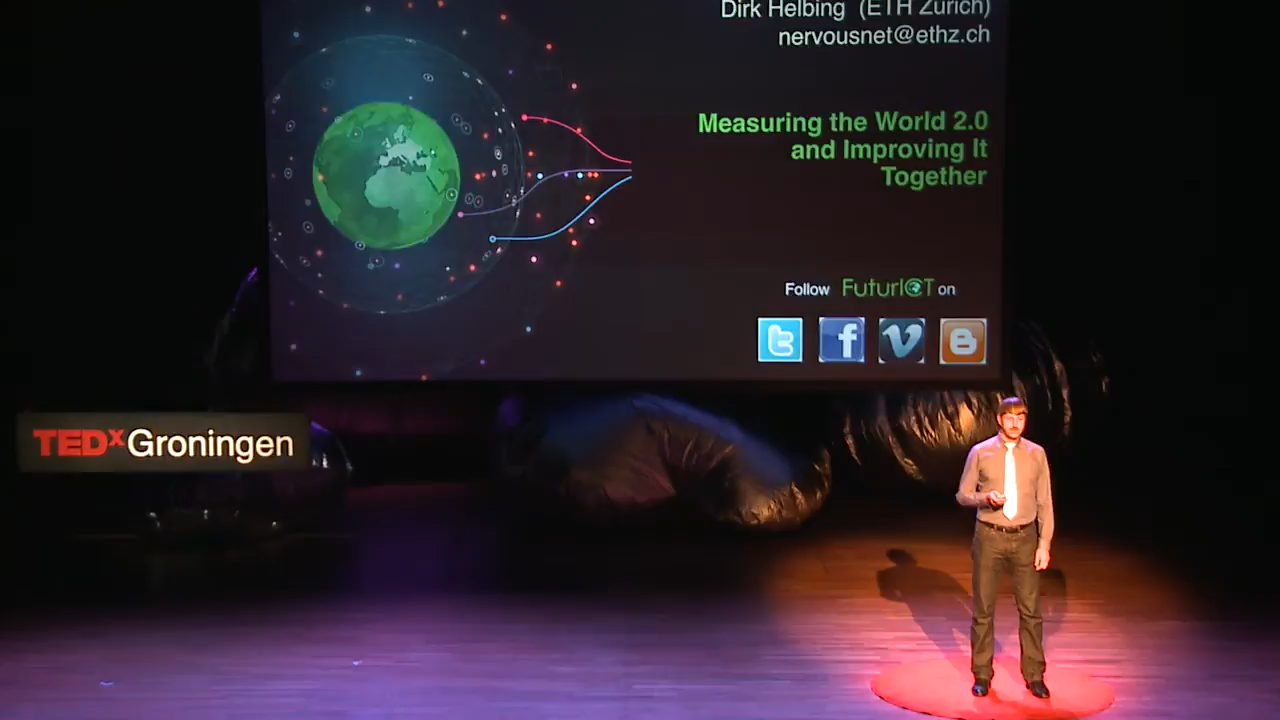 Dirk Helbing (ETH Zurich)
nervousnet@ethz.ch
Measuring the World 2.0
and Improving It
Together
Follow FuturICT on
TEDxGroningen